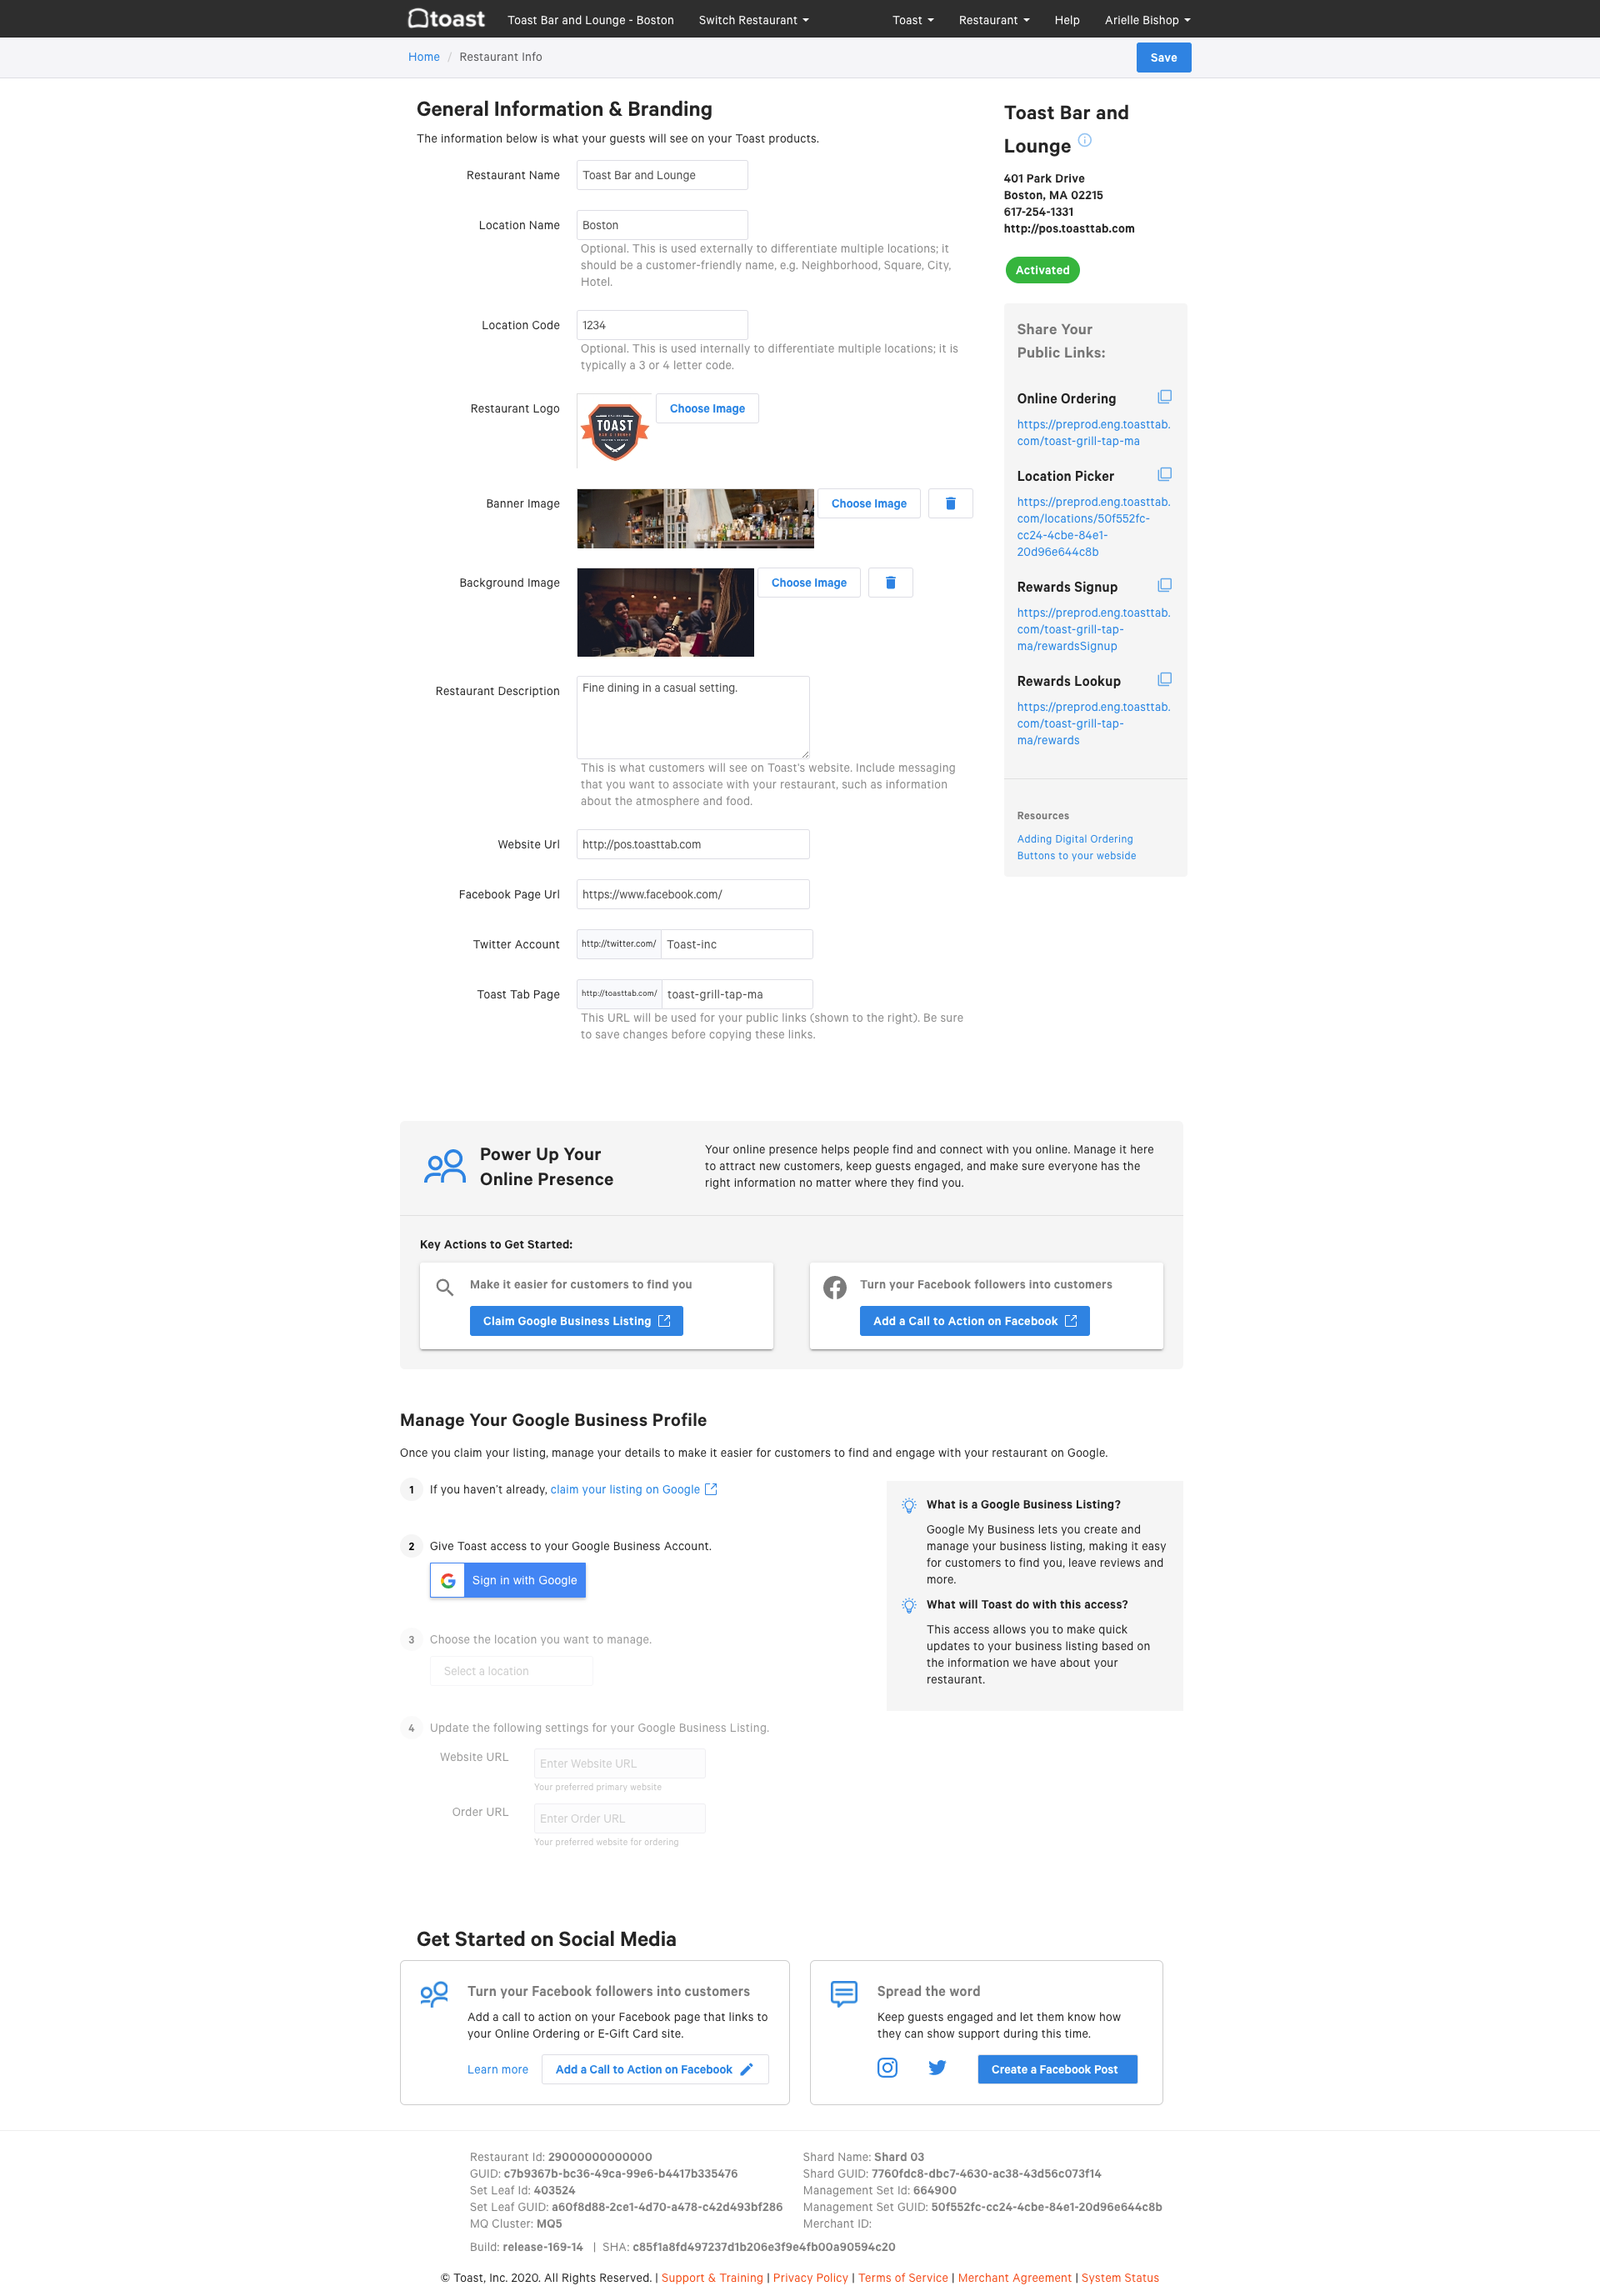 toast Toast Bar and Lounge - Boston Switch Restaurant Toast Restaurant Help Arielle Bishop
Home / Restaurant Info Save
General Information & Branding
The information below is what your guests will see on your Toast products.
Restaurant Name Toast Bar and Lounge
Location Name Boston
Optional. This is used externally to differentiate multiple locations; it
should be a customer-friendly name, e.g. Neighborhood, Square, City,
Hotel.
Location Code 1234
Optional. This is used internally to differentiate multiple locations; it is
typically a 3 or 4 letter code.
Restaurant Logo Choose Image
TOAST
BAR & LOUNGE
Banner Image Choose Image
Background Image Choose Image
Restaurant Description Fine dining in a casual setting.
This is what customers will see on Toast's website. Include messaging
that you want to associate with your restaurant, such as information
about the atmosphere and food.
Website Url http://pos.toasttab.com
Facebook Page Url https://www.facebook.com/
Twitter Account http://twitter.com/ Toast-inc
Toast Tab Page http://toasttab.com/ toast-grill-tap-ma
This URL will be used for your public links (shown to the right). Be sure
to save changes before copying these links.
Toast Bar and
Lounge
401 Park Drive
Boston, MA 02215
617-254-1331
http://pos.toasttab.com
Activated
Share Your
Public Links:
Online Ordering
https://preprod.eng.toasttab.
com/toast-grill-tap-ma
Location Picker
https://preprod.eng.toasttab.
com/locations/50f552fc-
cc24-4cbe-84e1-
20d96e644c8b
Rewards Signup
https://preprod.eng.toasttab.
com/toast-grill-tap-
ma/rewardsSignup
Rewards Lookup
https://preprod.eng.toasttab.
com/toast-grill-tap-
ma/rewards
Resources
Adding Digital Ordering
Buttons to your webside
Power Up Your
Online Presence
Your online presence helps people find and connect with you online. Manage it here
to attract new customers, keep guests engaged, and make sure everyone has the
right information no matter where they find you.
Key Actions to Get Started:
Make it easier for customers to find you
Claim Google Business Listing
Turn your Facebook followers into customers
Add a Call to Action on Facebook
Manage Your Google Business Profile
Once you claim your listing, manage your details to make it easier for customers to find and engage with your restaurant on Google.
1 If you haven't already, claim your listing on Google
2 Give Toast access to your Google Business Account.
Sign in with Google
3 Choose the location you want to manage.
Select a location
4 Update the following settings for your Google Business Listing.
Website URL Enter Website URL
Your preferred primary website
Order URL Enter Order URL
Your preferred website for ordering
What is a Google Business Listing?
Google My Business lets you create and
manage your business listing, making it easy
for customers to find you, leave reviews and
more.
What will Toast do with this access?
This access allows you to make quick
updates to your business listing based on
the information we have about your
restaurant.
Get Started on Social Media
Turn your Facebook followers into customers
Add a call to action on your Facebook page that links to
your Online Ordering or E-Gift Card site.
Learn more Add a Call to Action on Facebook
Spread the word
Keep guests engaged and let them know how
they can show support during this time.
Create a Facebook Post
Restaurant Id: 29000000000000
GUID: c7b9367b-bc36-49ca-99e6-b4417b335476
Set Leaf Id: 403524
Set Leaf GUID: a60f8d88-2ce1-4d70-a478-c42d493bf286
MQ Cluster: MQ5
Shard Name: Shard 03
Shard GUID: 7760fdc8-dbc7-4630-ac38-43d56c073f14
Management Set Id: 664900
Management Set GUID: 50f552fc-cc24-4cbe-84e1-20d96e644c8b
Merchant ID:
Build: release-169-14 | SHA: c85f1a8fd497237d1b206e3f9e4fb00a90594c20
© Toast, Inc. 2020. All Rights Reserved. | Support & Training | Privacy Policy | Terms of Service | Merchant Agreement | System Status